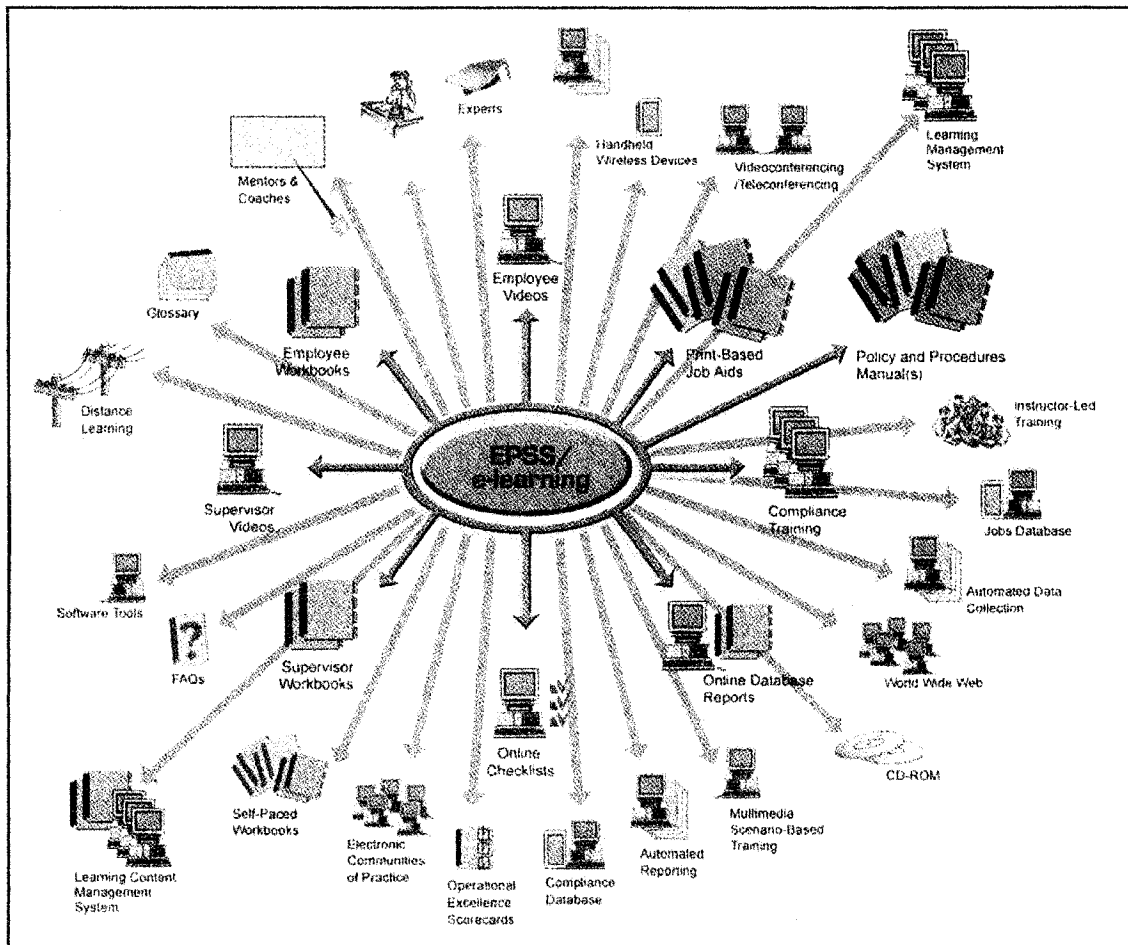 Experts
Handheld
Wireless Devices
Videoconferencing
/Teleconferencing
Learning
Management
System
Mentors &
Coaches
Employee
Videos
Glossary
Employee
Workbooks
Print-Based
Job Aids
Policy and Procedures
Manual(s)
Distance
Learning
Instructor-Led
Training
EPSS/
e-learning
Supervisor
Videos
Compliance
Training
Jobs Database
Software Tools
Automated Data
Collection
FAQs
?
Supervisor
Workbooks
Online Database
Reports
World Wide Web
Online
Checklists
CD-ROM
Self-Paced
Workbooks
Electronic
Communities
of Practice
Multimedia
Scenario-Based
Training
Automated
Reporting
Learning Content
Management
System
Operational
Excellence
Scorecards
Compliance
Database